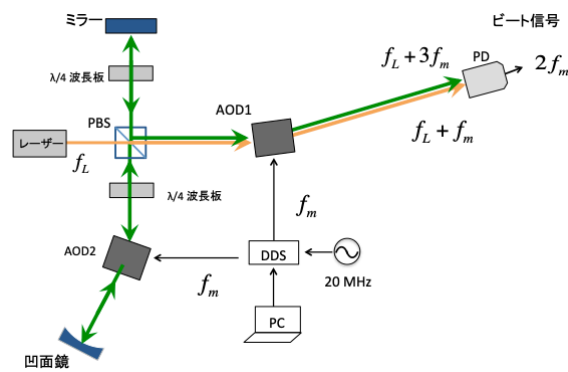 ミラー
ビート信号
λ/4 波長板
f_L + 3f_m
PD
2f_m
PBS
AOD1
レーザー
f_L
f_L + f_m
λ/4 波長板
f_m
AOD2
DDS
f_m
20 MHz
PC
凹面鏡